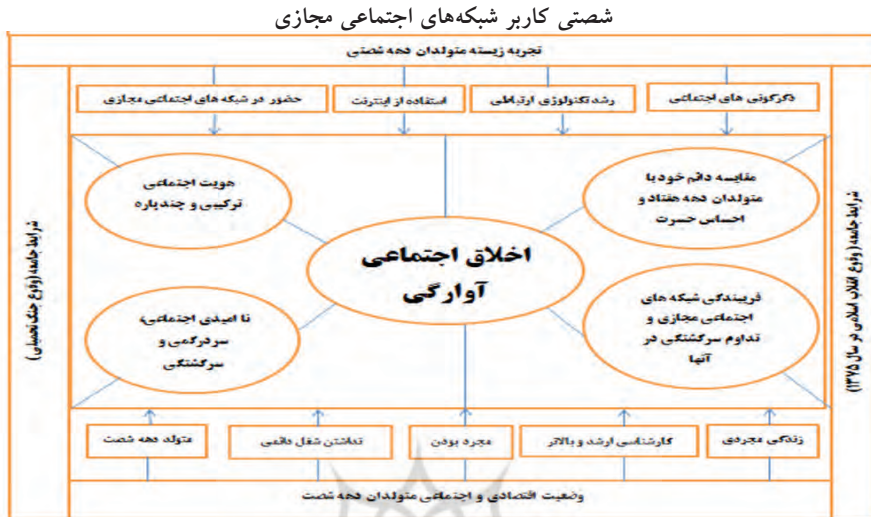 شصتی کاربر شبکه‌های اجتماعی مجازی
تجربه زیسته متولدان دهه شصتی
دگرگونی های اجتماعی
رشد تکنولوژی ارتباطی
استفاده از اینترنت
حضور در شبکه های اجتماعی مجازی
شرایط جامعه (وقوع انقلاب اسلامی در سال ۱۳۷۵)
مقایسه دائم خود با
متولدان دهه هفتاد و
احساس حسرت
هویت اجتماعی
ترکیبی و چندپاره
اخلاق اجتماعی
آوارگی
فریبندگی شبکه های
اجتماعی مجازی و
تداوم سرگشتگی در
آنها
نا امیدی اجتماعی،
سردرگمی و
سرگشتگی
شرایط جامعه (وقوع جنگ تحمیلی)
زندگی مجردی
کارشناسی ارشد و بالاتر
مجرد بودن
نداشتن شغل دائمی
متولد دهه شصت
وضعیت اقتصادی و اجتماعی متولدان دهه شصت